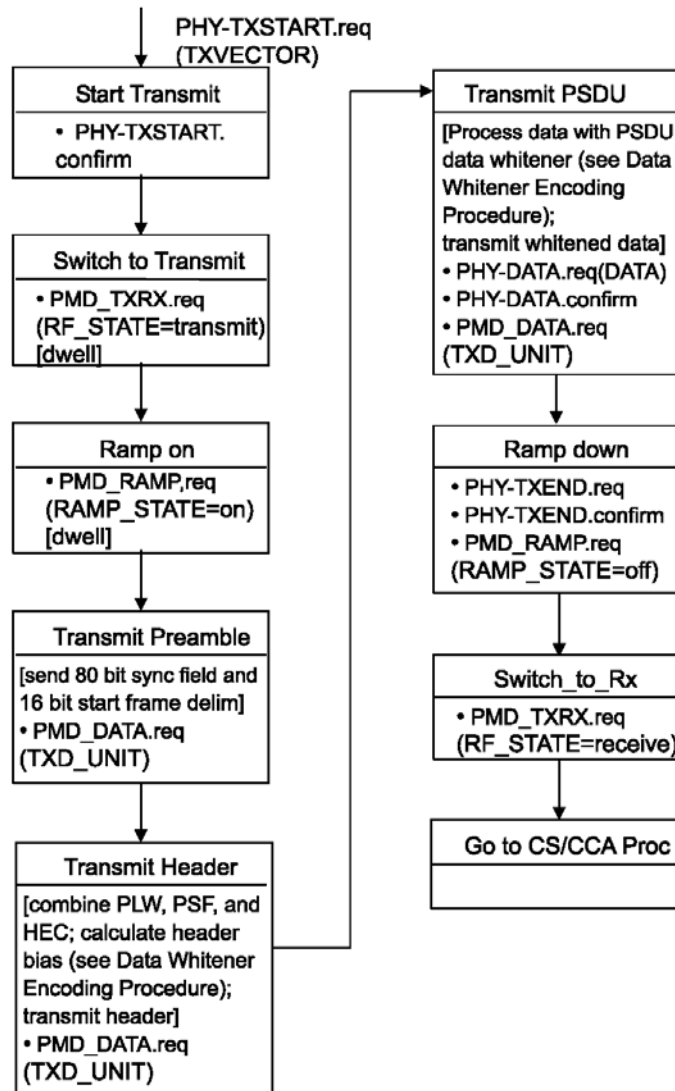 PHY-TXSTART.req
(TXVECTOR)
Start Transmit
• PHY-TXSTART.
confirm
Switch to Transmit
• PMD_TXRX.req
(RF_STATE=transmit)
[dwell]
Ramp on
• PMD_RAMP,req
(RAMP_STATE=on)
[dwell]
Transmit Preamble
[send 80 bit sync field and
16 bit start frame delim]
• PMD_DATA.req
(TXD_UNIT)
Transmit Header
[combine PLW, PSF, and
HEC; calculate header
bias (see Data Whitener
Encoding Procedure);
transmit header]
• PMD_DATA.req
(TXD_UNIT)
Transmit PSDU
[Process data with PSDU
data whitener (see Data
Whitener Encoding
Procedure);
transmit whitened data]
• PHY-DATA.req(DATA)
• PHY-DATA.confirm
• PMD_DATA.req
(TXD_UNIT)
Ramp down
• PHY-TXEND.req
• PHY-TXEND.confirm
• PMD_RAMP.req
(RAMP_STATE=off)
Switch_to_Rx
• PMD_TXRX.req
(RF_STATE=receive)
Go to CS/CCA Proc